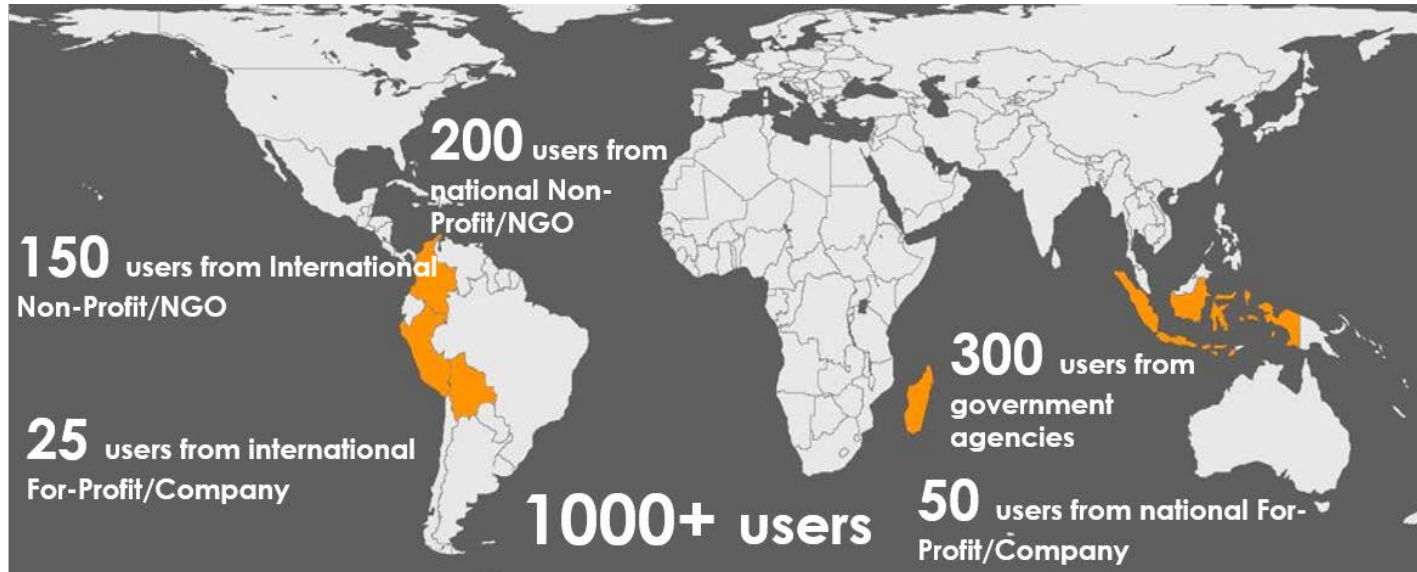 200 users from
national Non-
Profit/NGO
150 users from International
Non-Profit/NGO
300 users from
government
agencies
25 users from international
For-Profit/Company
1000+ users
50 users from national For-
Profit/Company